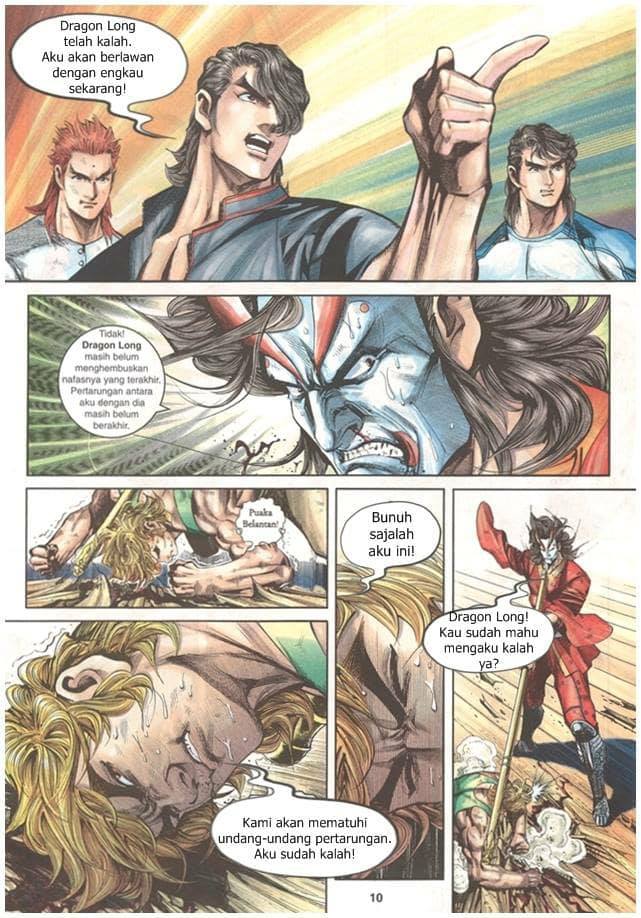 Dragon Long
telah kalah.
Aku akan berlawan
dengan engkau
sekarang!
Tidak!
Dragon Long
masih belum
menghembuskan
nafasnya yang terakhir.
Pertarungan antara
aku dengan dia
masih belum
berakhir.
Puaka
Belantan!
Bunuh
sajalah
aku ini!
Dragon Long!
Kau sudah mahu
mengaku kalah
ya?
Kami akan mematuhi
undang-undang pertarungan.
Aku sudah kalah!
10